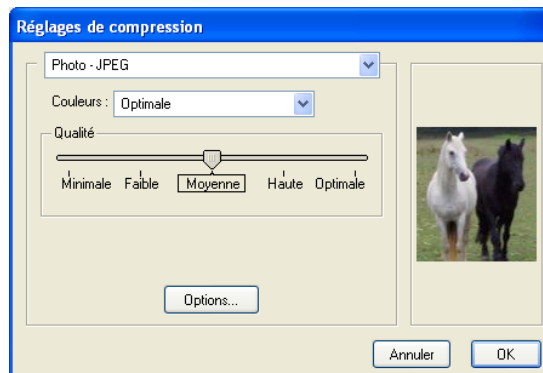 Réglages de compression
Photo - JPEG
Couleurs : Optimale
Qualité
Minimale Faible Moyenne Haute Optimale
Options...
Annuler OK